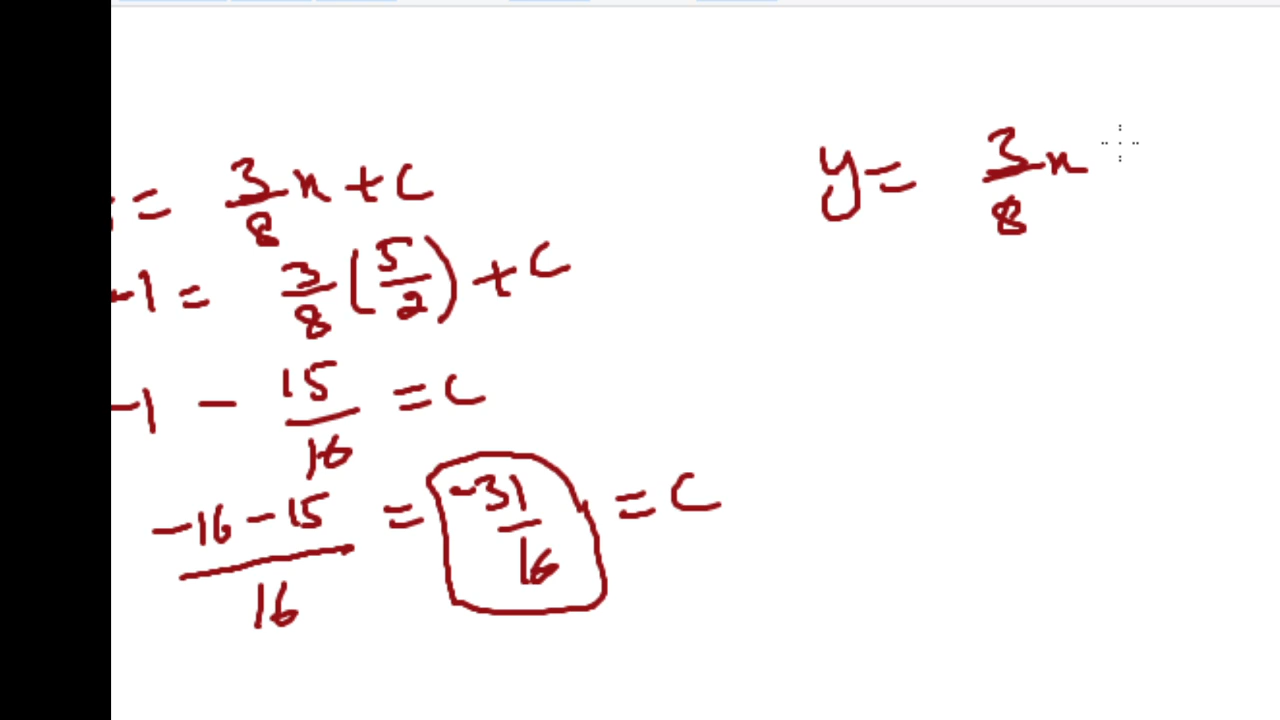 = 3/8 x + c
-1 = 3/8 (5/2) + c
-1 - 15/16 = c
-16-15/16 = -31/16 = c
y = 3/8 x